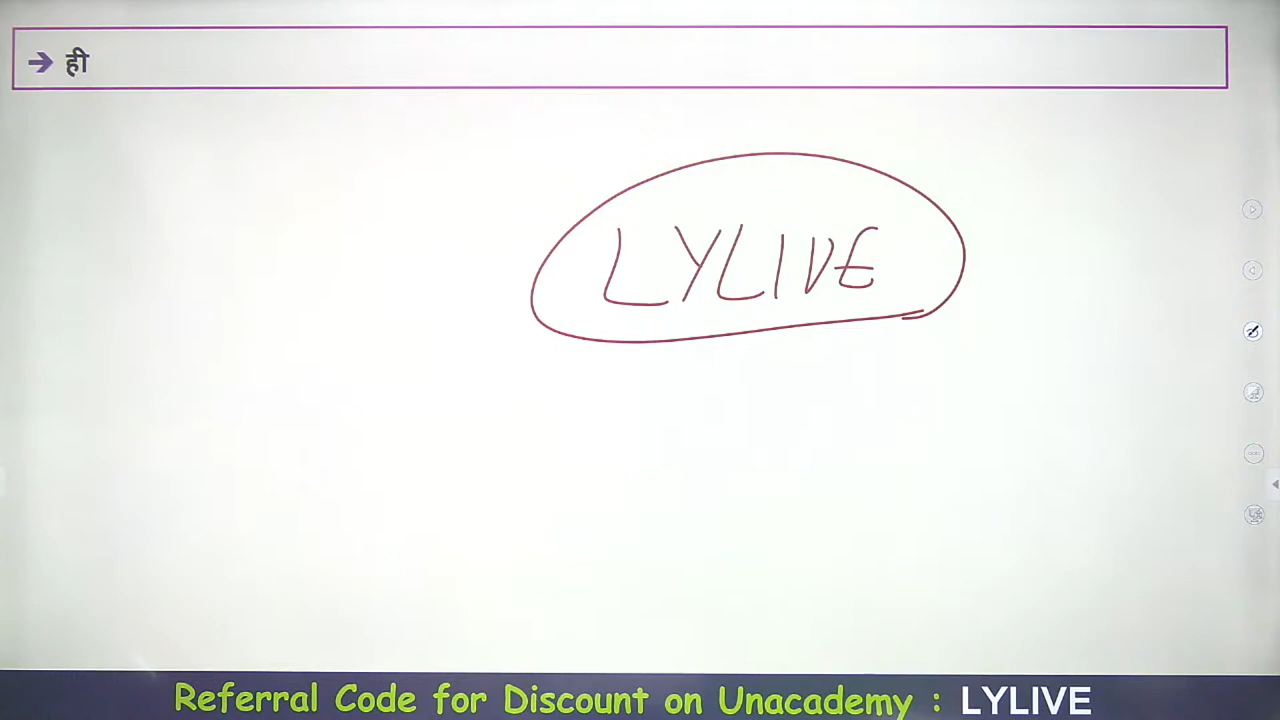 → ही
LYLIVE
Referral Code for Discount on Unacademy : LYLIVE